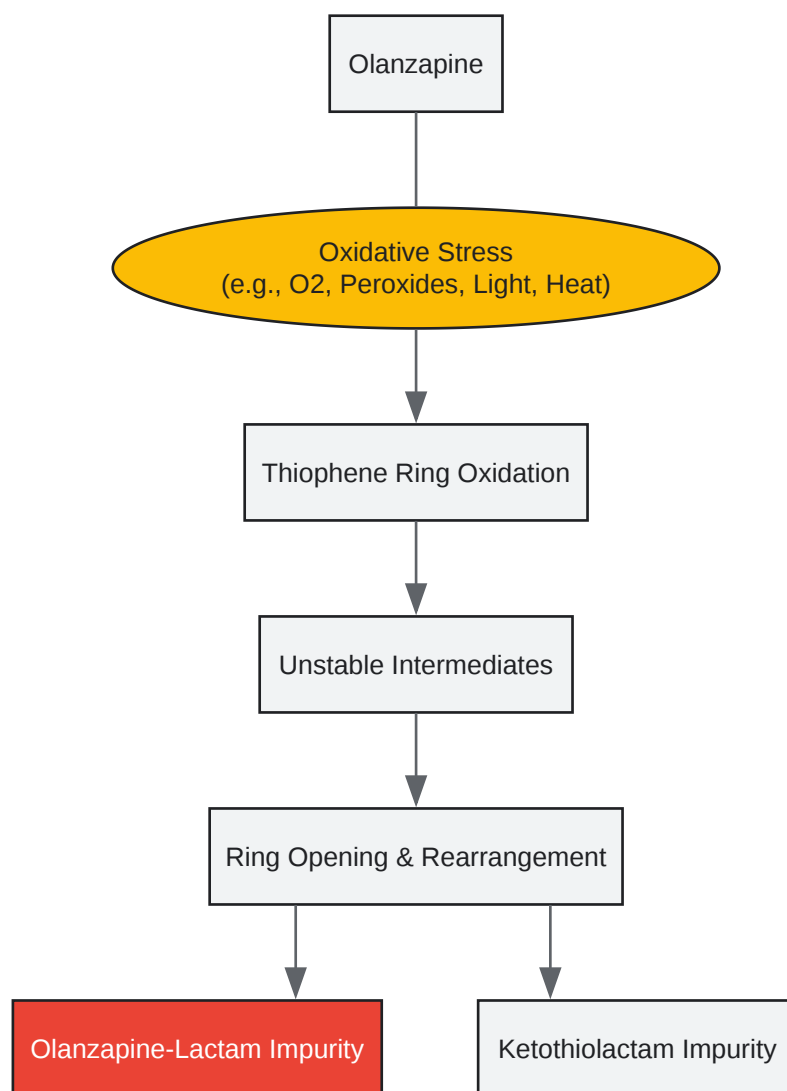 Olanzapine
Oxidative Stress
(e.g., O2, Peroxides, Light, Heat)
Thiophene Ring Oxidation
Unstable Intermediates
Ring Opening & Rearrangement
Olanzapine-Lactam Impurity
Ketothiolactam Impurity